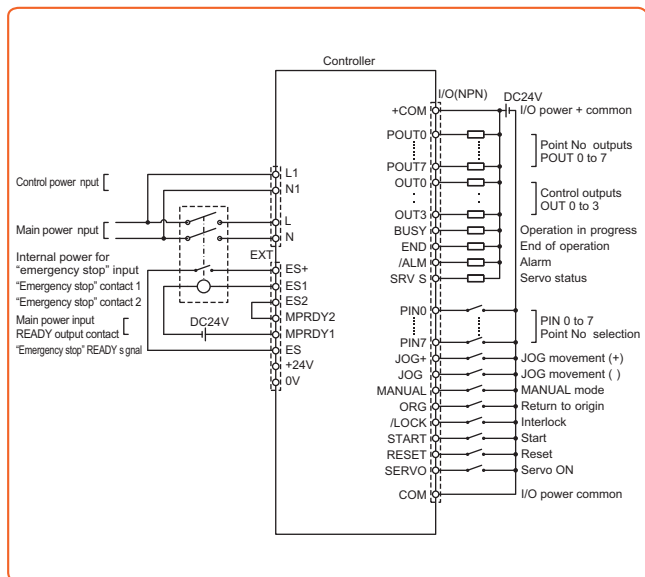 Controller
I/O(NPN)
DC24V
+COM
I/O power + common
POUT0
Point No outputs
POUT 0 to 7
POUT7
OUT0
Control outputs
OUT 0 to 3
OUT3
BUSY
Operation in progress
END
End of operation
/ALM
Alarm
SRV S
Servo status
PIN0
PIN 0 to 7
Point No selection
PIN7
JOG+
JOG movement (+)
JOG
JOG movement ( )
MANUAL
MANUAL mode
ORG
Return to origin
/LOCK
Interlock
START
Start
RESET
Reset
SERVO
Servo ON
COM
I/O power common
Control power nput
L1
N1
Main power nput
L
N
EXT
Internal power for
"emergency stop" input
ES+
"Emergency stop" contact 1
ES1
"Emergency stop" contact 2
ES2
Main power input
READY output contact
DC24V
MPRDY2
MPRDY1
"Emergency stop" READY s gnal
ES
+24V
0V